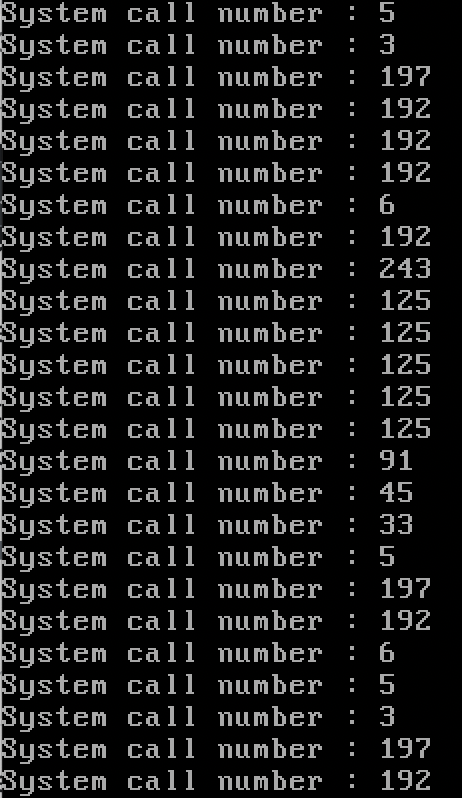 System call number : 5
System call number : 3
System call number : 197
System call number : 192
System call number : 192
System call number : 192
System call number : 6
System call number : 192
System call number : 243
System call number : 125
System call number : 125
System call number : 125
System call number : 125
System call number : 125
System call number : 91
System call number : 45
System call number : 33
System call number : 5
System call number : 197
System call number : 192
System call number : 6
System call number : 5
System call number : 3
System call number : 197
System call number : 192